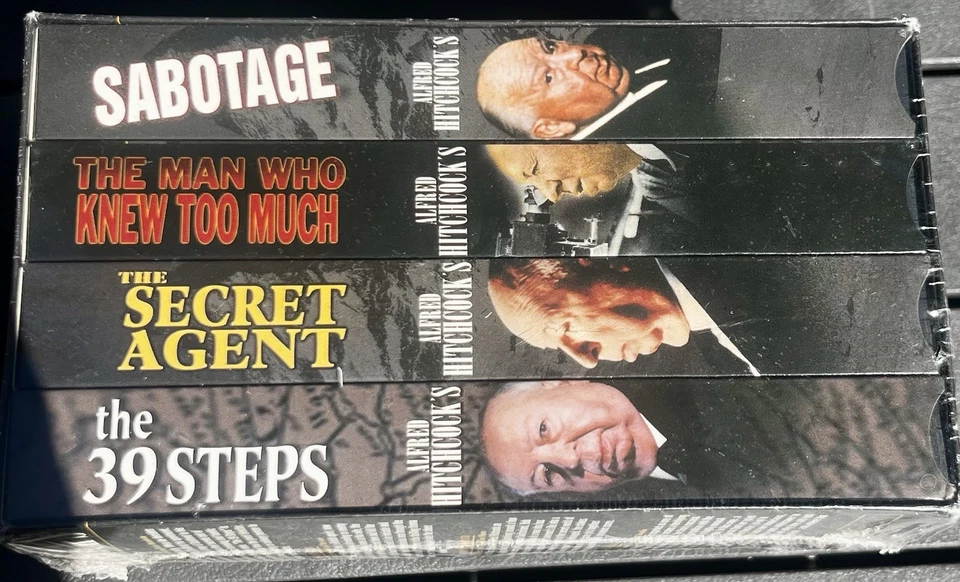 SABOTAGE
ALFRED
HITCHCOCK'S
THE MAN WHO
KNEW TOO MUCH
ALFRED
HITCHCOCK'S
THE
SECRET
AGENT
ALFRED
HITCHCOCK'S
the
39 STEPS
ALFRED
HITCHCOCK'S